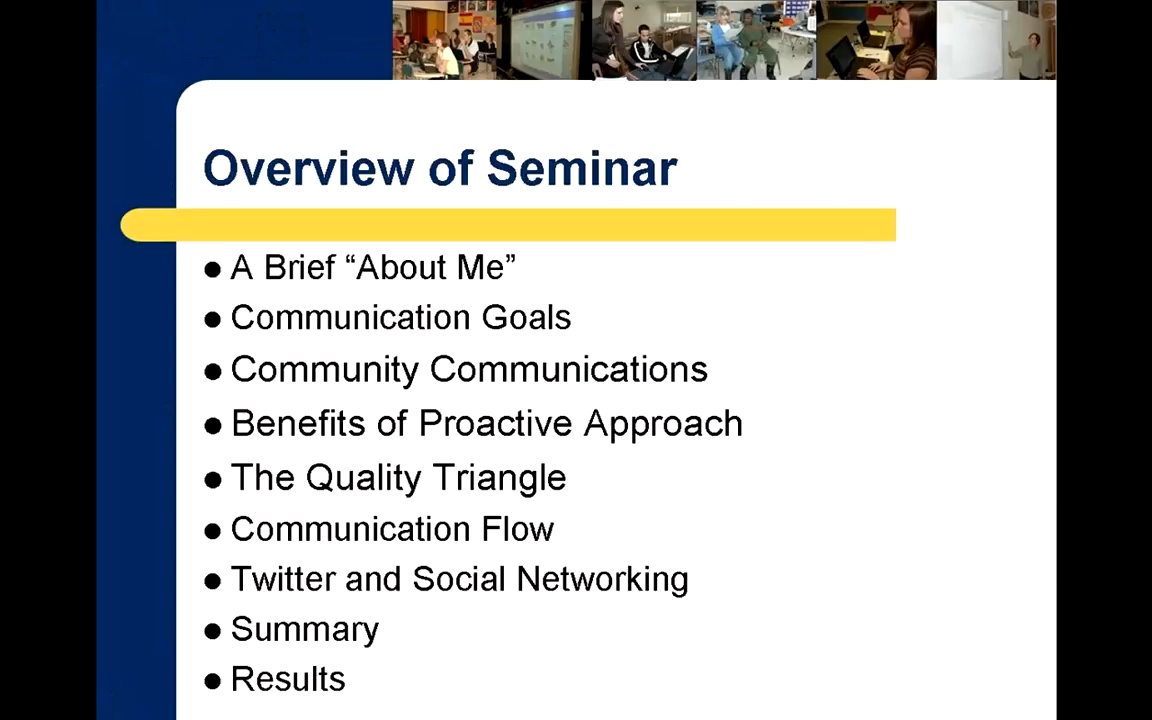 Overview of Seminar
● A Brief “About Me”
● Communication Goals
● Community Communications
● Benefits of Proactive Approach
● The Quality Triangle
● Communication Flow
● Twitter and Social Networking
● Summary
● Results